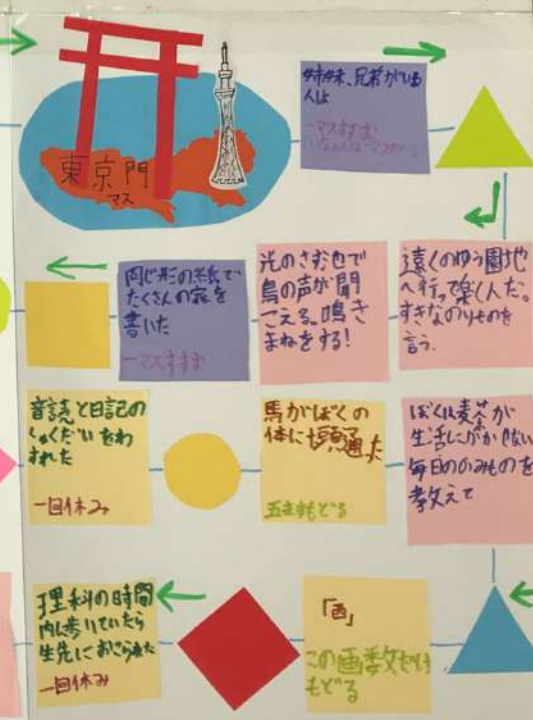 東京門
マス
姉妹、兄弟がいる
人は
一マスすすむ
遠くのゆう園地
へ行って楽しんだ。
すきなのりものを
言う。
光のさす池で
鳥の声が聞
こえる。鳴き
まねをする!
同じ形の紙で
たくさんの家を
書いた
一マスすすむ
音読と日記の
しゅくだいをわ
すれた
一回休み
馬がぼくの
体に十頭通った
五ますもどる
ぼくは麦茶が
生活にかかせない
毎日ののみものを
教えて
理科の時間
内に歩いていたら
生先におこられた
一回休み
「画」
この画数だけ
もどる